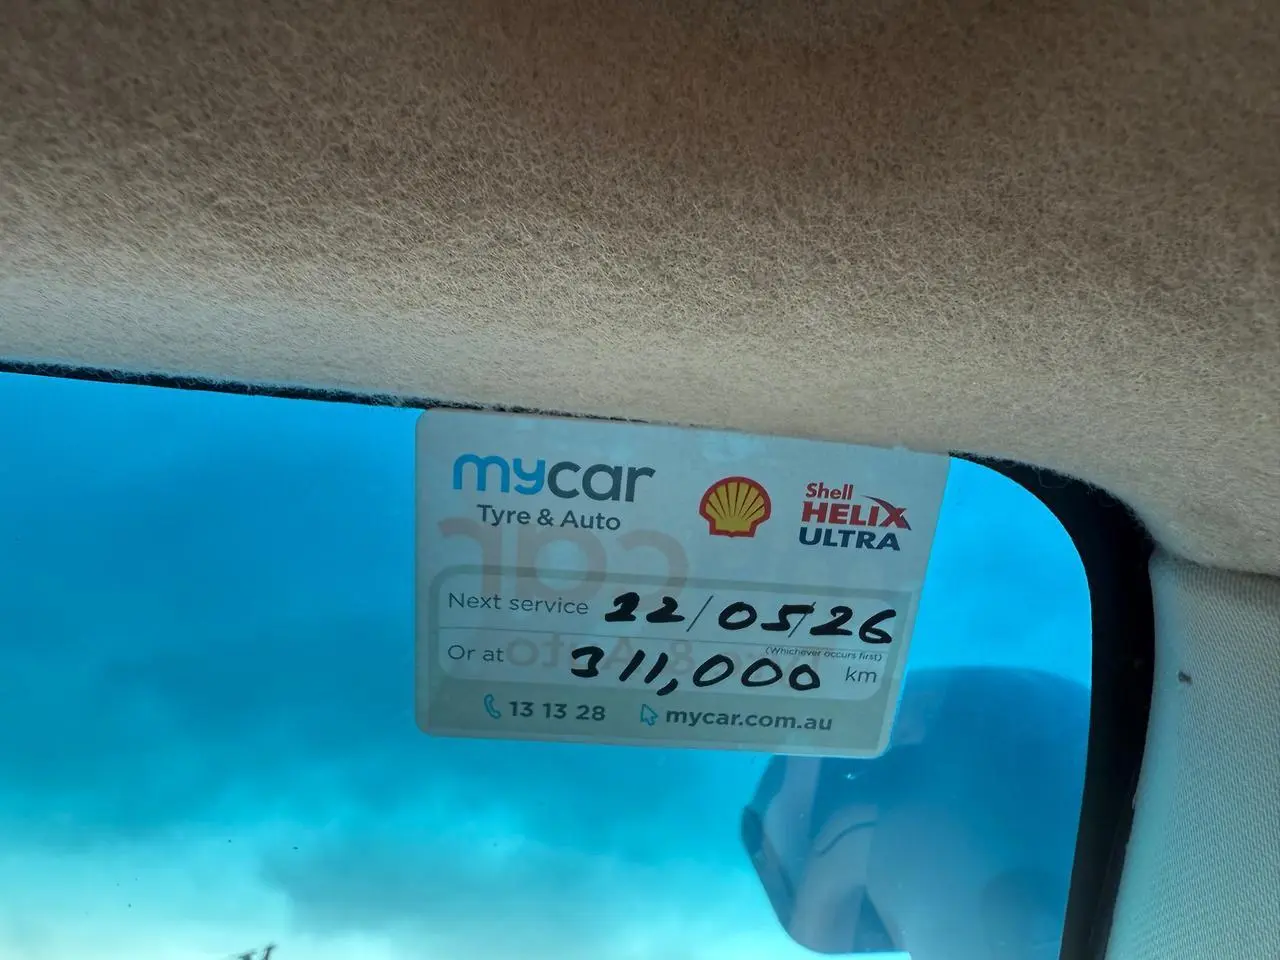 mycar
Tyre & Auto
Shell
HELIX
ULTRA
Next service 22/05/26
(Whichever occurs first)
Or at 311,000 km
13 13 28 mycar.com.au